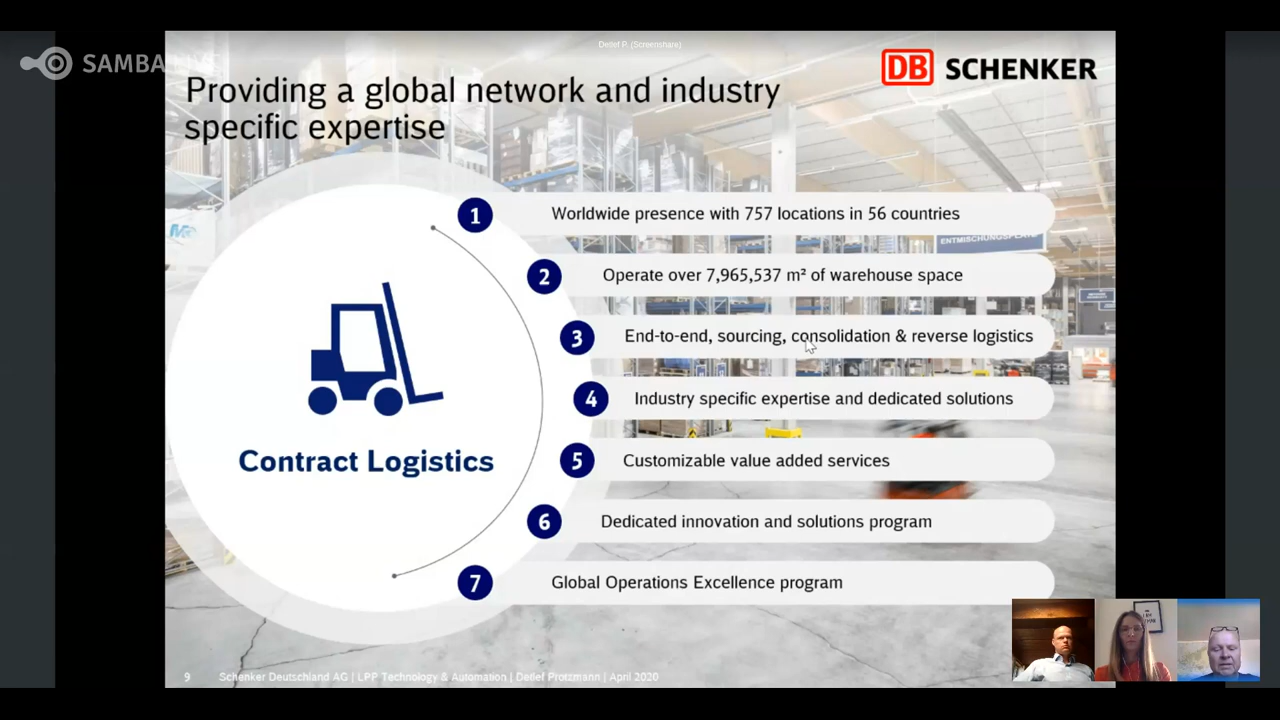 Detlef P. (Screenshare)
SAMBA LIVE
DB SCHENKER
Providing a global network and industry
specific expertise
1 Worldwide presence with 757 locations in 56 countries
ENTMISCHUNGSPLATZ
2 Operate over 7,965,537 m² of warehouse space
3 End-to-end, sourcing, consolidation & reverse logistics
4 Industry specific expertise and dedicated solutions
Contract Logistics
5 Customizable value added services
6 Dedicated innovation and solutions program
7 Global Operations Excellence program
9 Schenker Deutschland AG | LPP Technology & Automation | Detlef Protzmann | April 2020